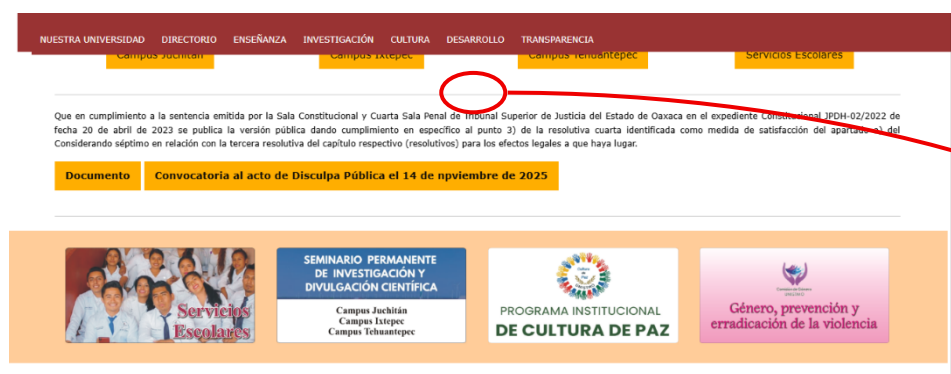 NUESTRA UNIVERSIDAD DIRECTORIO ENSEÑANZA INVESTIGACIÓN CULTURA DESARROLLO TRANSPARENCIA
Campus Juchitán Campus Ixtepec Campus Tehuantepec Servicios Escolares
Que en cumplimiento a la sentencia emitida por la Sala Constitucional y Cuarta Sala Penal de Tribunal Superior de Justicia del Estado de Oaxaca en el expediente Constitucional JPDH-02/2022 de
fecha 20 de abril de 2023 se publica la versión pública dando cumplimiento en específico al punto 3) de la resolutiva cuarta identificada como medida de satisfacción del apartado a) del
Considerando séptimo en relación con la tercera resolutiva del capítulo respectivo (resolutivos) para los efectos legales a que haya lugar.
Documento Convocatoria al acto de Disculpa Pública el 14 de npviembre de 2025
Servicios
Escolares
SEMINARIO PERMANENTE
DE INVESTIGACIÓN Y
DIVULGACIÓN CIENTÍFICA
Campus Juchitán
Campus Ixtepec
Campus Tehuantepec
PROGRAMA INSTITUCIONAL
DE CULTURA DE PAZ
Género, prevención y
erradicación de la violencia